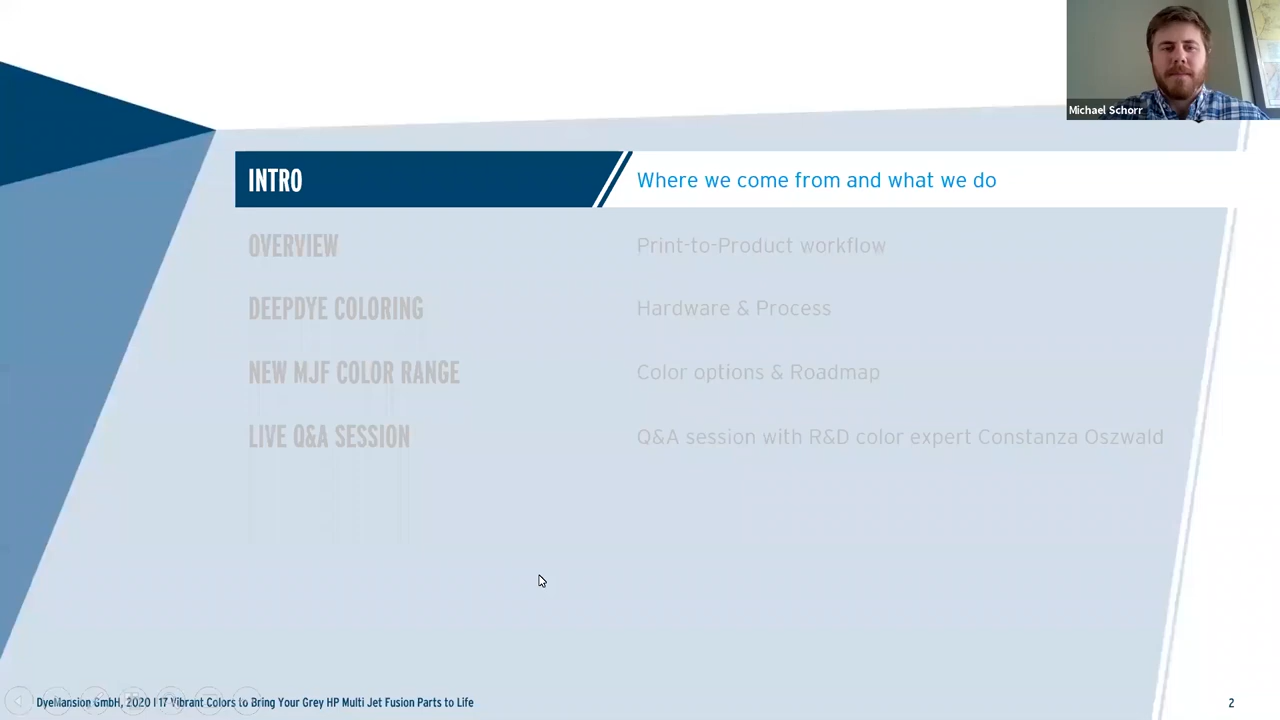 Michael Schorr
INTRO Where we come from and what we do
OVERVIEW Print-to-Product workflow
DEEPDYE COLORING Hardware & Process
NEW MJF COLOR RANGE Color options & Roadmap
LIVE Q&A SESSION Q&A session with R&D color expert Constanza Oszwald
DyeMansion GmbH, 2020 I 17 Vibrant Colors to Bring Your Grey HP Multi Jet Fusion Parts to Life 2